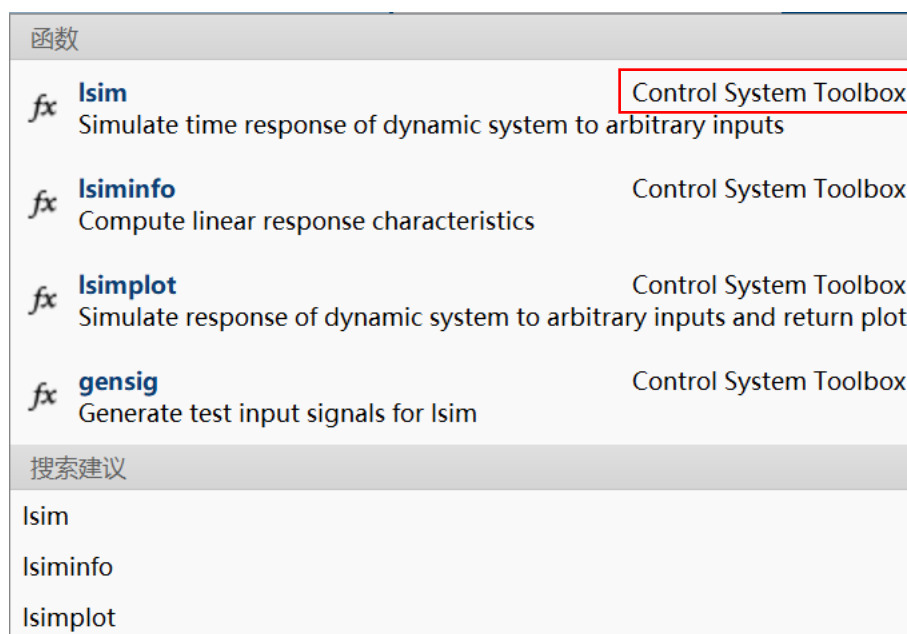 函数
fx lsim Control System Toolbox
Simulate time response of dynamic system to arbitrary inputs
fx lsiminfo Control System Toolbox
Compute linear response characteristics
fx lsimplot Control System Toolbox
Simulate response of dynamic system to arbitrary inputs and return plot
fx gensig Control System Toolbox
Generate test input signals for lsim
搜索建议
lsim
lsiminfo
lsimplot